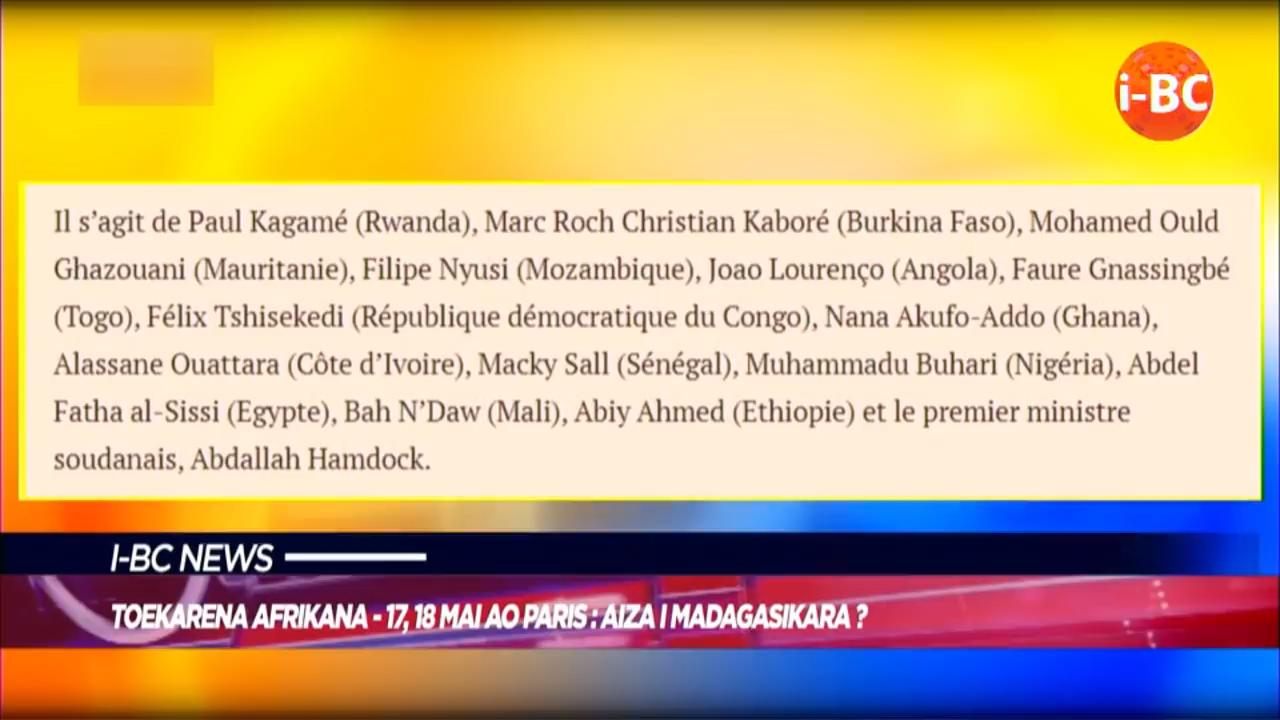 i-BC
Il s’agit de Paul Kagamé (Rwanda), Marc Roch Christian Kaboré (Burkina Faso), Mohamed Ould
Ghazouani (Mauritanie), Filipe Nyusi (Mozambique), Joao Lourenço (Angola), Faure Gnassingbé
(Togo), Félix Tshisekedi (République démocratique du Congo), Nana Akufo-Addo (Ghana),
Alassane Ouattara (Côte d’Ivoire), Macky Sall (Sénégal), Muhammadu Buhari (Nigéria), Abdel
Fatha al-Sissi (Egypte), Bah N’Daw (Mali), Abiy Ahmed (Ethiopie) et le premier ministre
soudanais, Abdallah Hamdock.
I-BC NEWS
TOEKARENA AFRIKANA - 17, 18 MAI AO PARIS : AIZA I MADAGASIKARA ?